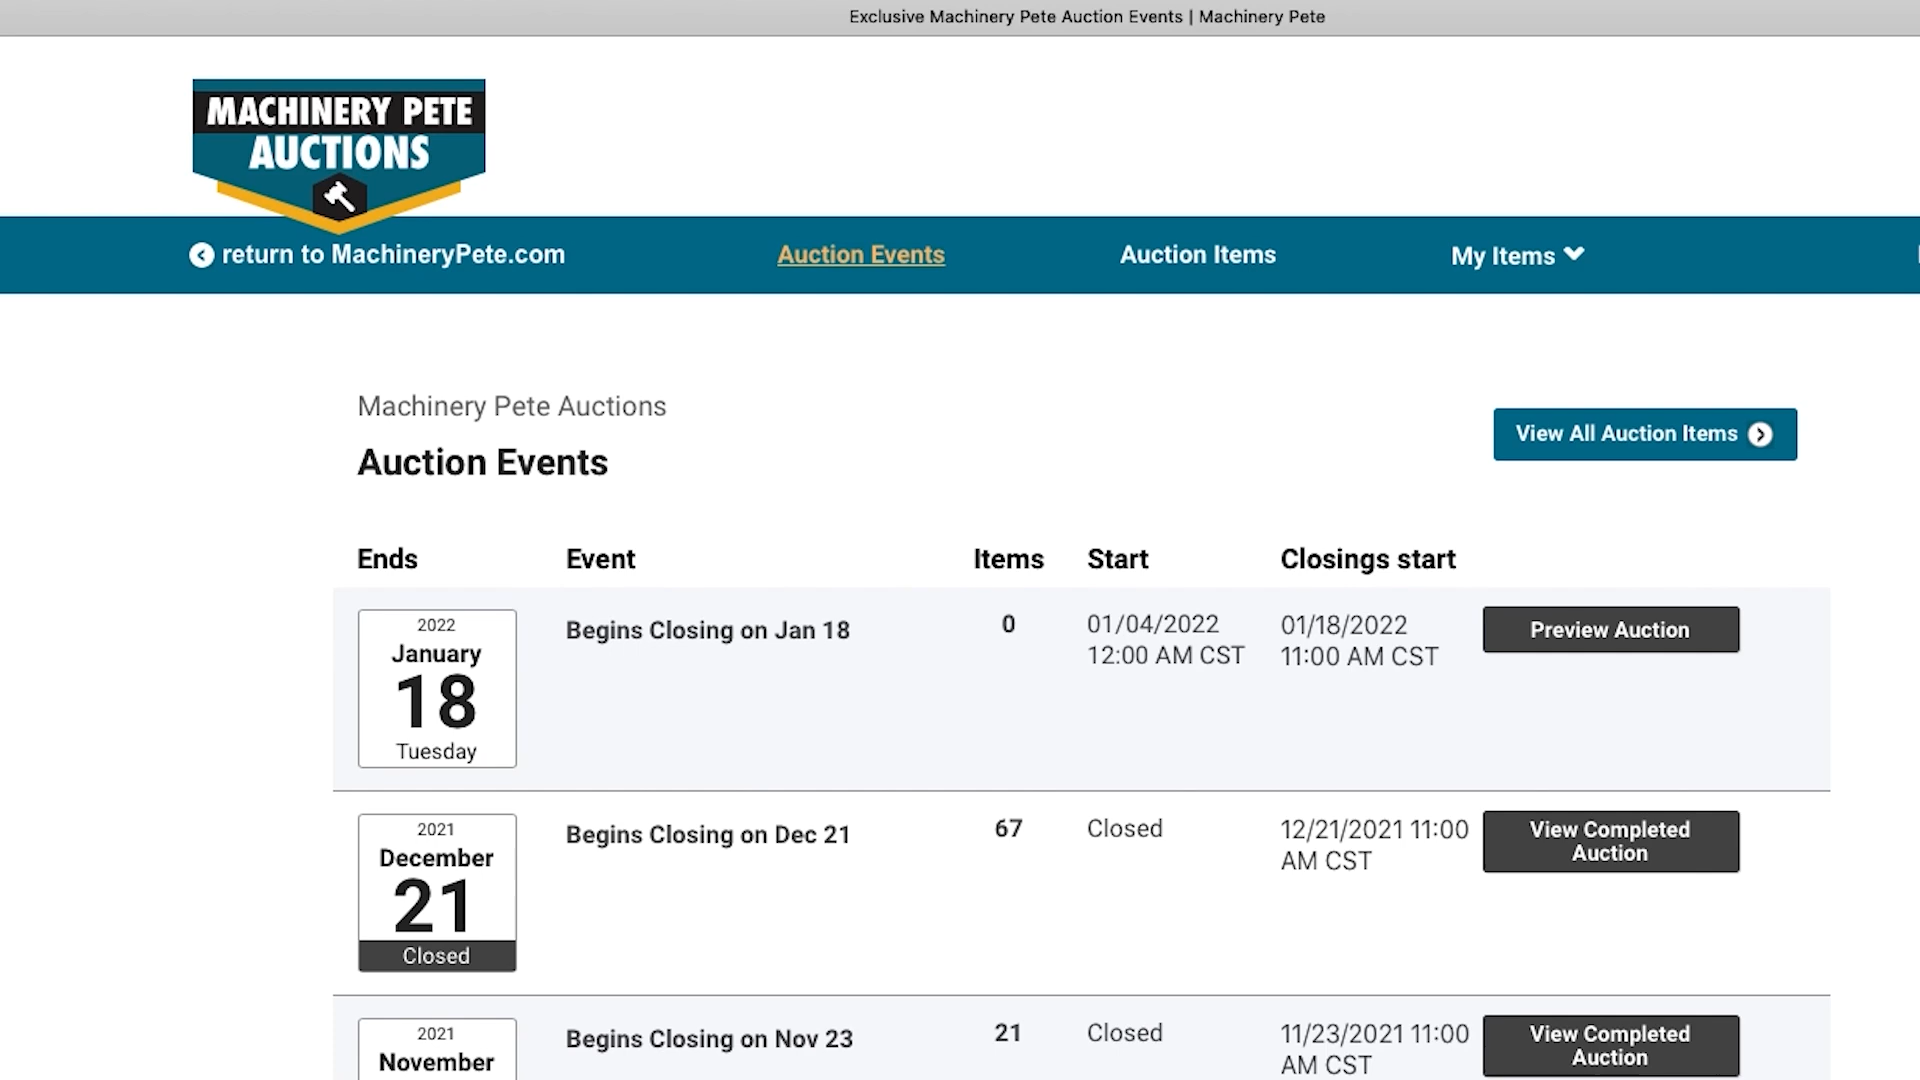 Exclusive Machinery Pete Auction Events | Machinery Pete
MACHINERY PETE
AUCTIONS
return to MachineryPete.com
Auction Events
Auction Items
My Items
Machinery Pete Auctions
View All Auction Items
Auction Events
Ends
Event
Items
Start
Closings start
2022
January
18
Tuesday
Begins Closing on Jan 18
0
01/04/2022
12:00 AM CST
01/18/2022
11:00 AM CST
Preview Auction
2021
December
21
Closed
Begins Closing on Dec 21
67
Closed
12/21/2021 11:00
AM CST
View Completed
Auction
2021
November
Begins Closing on Nov 23
21
Closed
11/23/2021 11:00
AM CST
View Completed
Auction